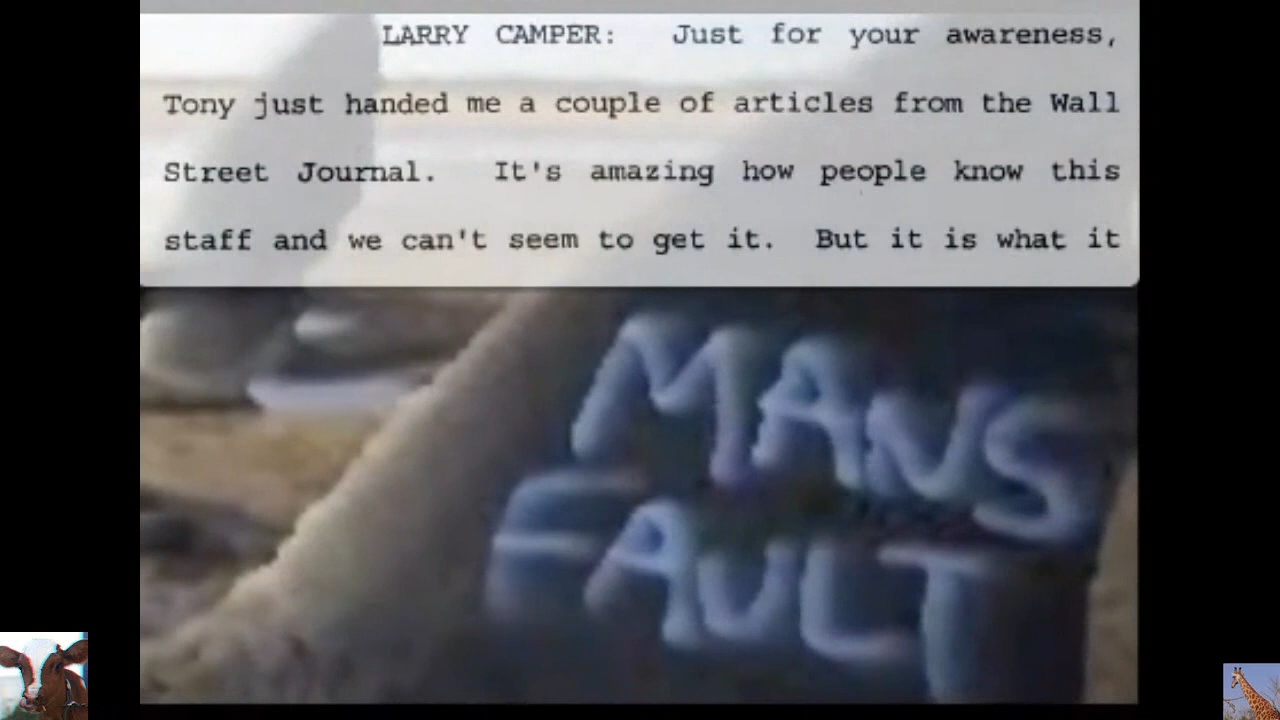 LARRY CAMPER: Just for your awareness,
Tony just handed me a couple of articles from the Wall
Street Journal. It's amazing how people know this
staff and we can't seem to get it. But it is what it
MANS
FAULT